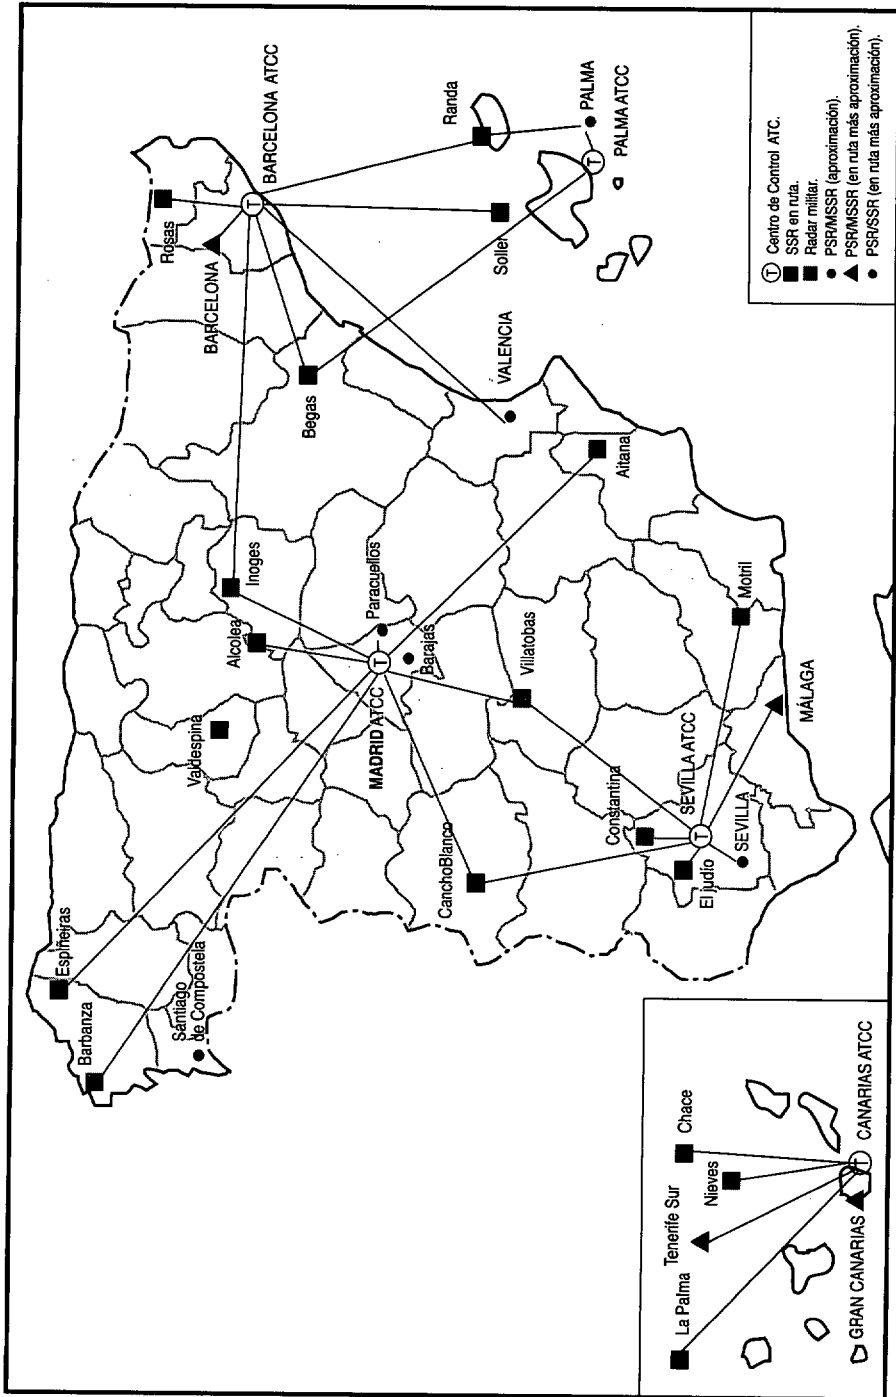 Barbanza
Espiñeiras
Santiago
de Compostela
Valdespina
Alcolea
Inoges
Rosas
BARCELONA
BARCELONA ATCC
Begas
MADRID ATCC
Paracuellos
Barajas
CanchoBlanco
Villatobas
VALENCIA
Soller
Randa
PALMA
PALMA ATCC
Aitana
Constantina
SEVILLA ATCC
El judio
SEVILLA
Motril
MÁLAGA
La Palma
Tenerife Sur
Nieves
Chace
GRAN CANARIAS
CANARIAS ATCC
T Centro de Control ATC.
SSR en ruta.
Radar militar.
PSR/MSSR (aproximación).
PSR/MSSR (en ruta más aproximación).
PSR/SSR (en ruta más aproximación).
T
T
T
T
T